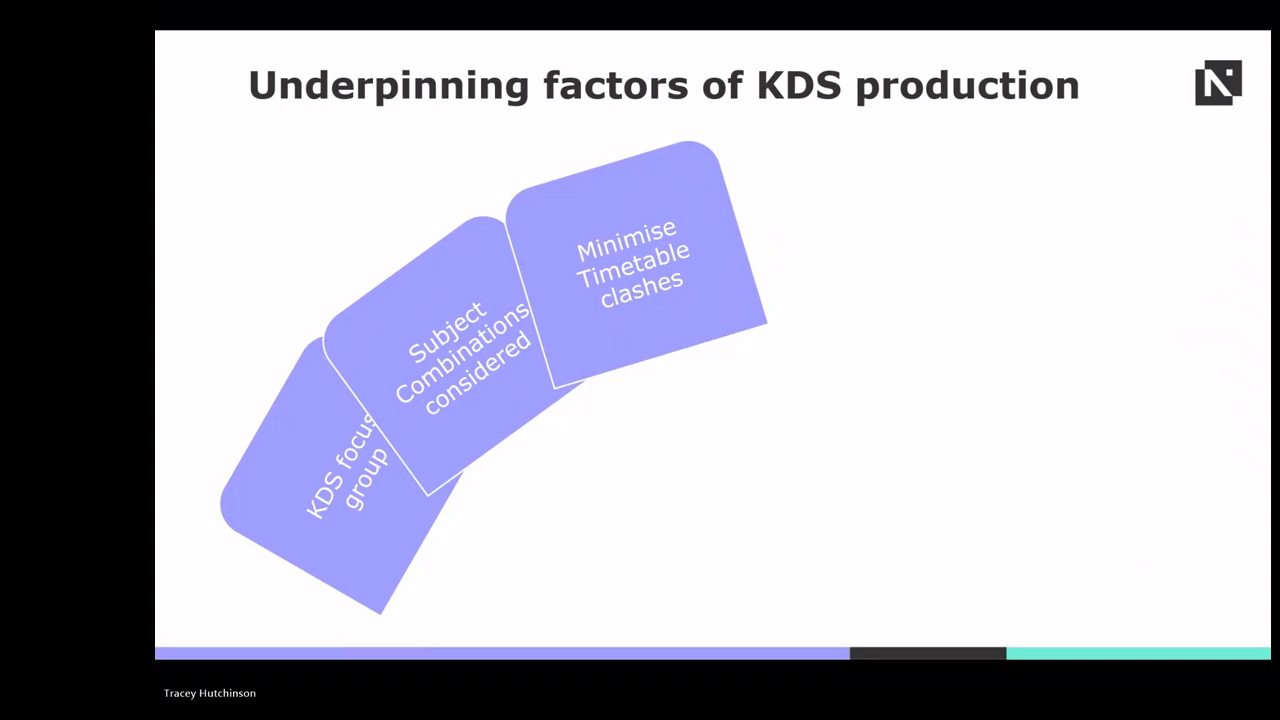 Underpinning factors of KDS production
Minimise
Timetable
clashes
Subject
Combinations
considered
KDS focus
group
Tracey Hutchinson